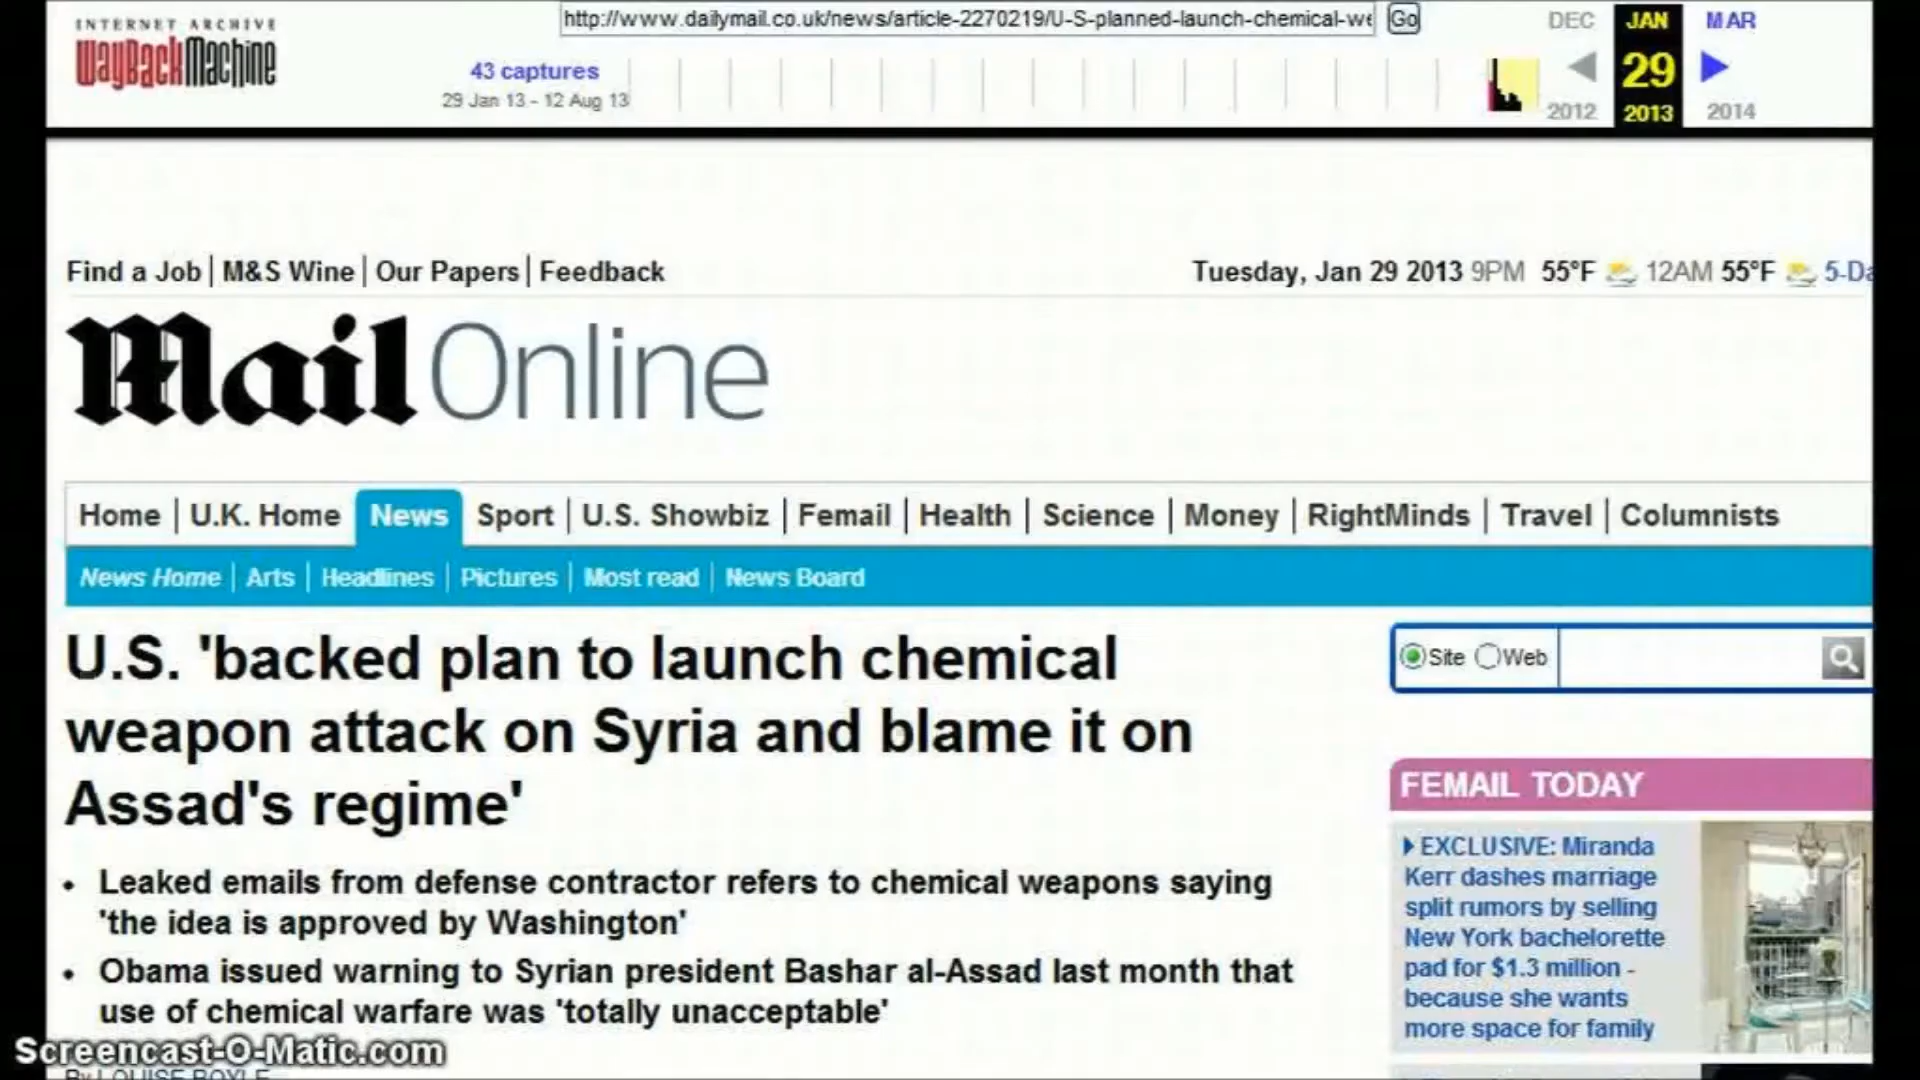 INTERNET ARCHIVE
WayBackMachine
http://www.dailymail.co.uk/news/article-2270219/U-S-planned-launch-chemical-we
Go
DEC
JAN
MAR
43 captures
29
29 Jan 13 - 12 Aug 13
2012
2013
2014
Find a Job | M&S Wine | Our Papers | Feedback
Tuesday, Jan 29 2013 9PM 55°F 12AM 55°F 5-Da
Mail Online
Home | U.K. Home News Sport | U.S. Showbiz | Femail | Health | Science | Money | RightMinds | Travel | Columnists
News Home | Arts | Headlines | Pictures | Most read | News Board
U.S. 'backed plan to launch chemical
weapon attack on Syria and blame it on
Assad's regime'
• Leaked emails from defense contractor refers to chemical weapons saying
'the idea is approved by Washington'
• Obama issued warning to Syrian president Bashar al-Assad last month that
use of chemical warfare was 'totally unacceptable'
By LOUISE BOYLE
Site Web
FEMAIL TODAY
EXCLUSIVE: Miranda
Kerr dashes marriage
split rumors by selling
New York bachelorette
pad for $1.3 million -
because she wants
more space for family
Screencast-O-Matic.com